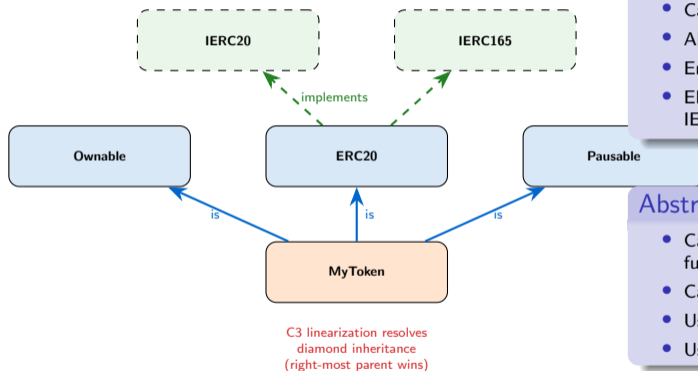 IERC20
IERC165
implements
Ownable
ERC20
Pausable
is
is
is
MyToken
C3 linearization resolves
diamond inheritance
(right-most parent wins)